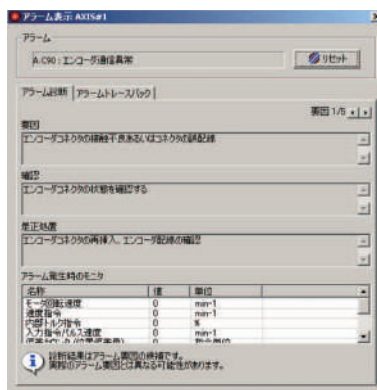 アラーム表示 AXIS#1
アラーム
A.C90 : エンコーダ通信異常
リセット
アラーム診断
アラームトレースバック
要因 1/5
要因
エンコーダコネクタの接触不良あるいはコネクタの誤配線
確認
エンコーダコネクタの状態を確認する
是正処置
エンコーダコネクタの再挿入、エンコーダ配線の確認
アラーム発生時のモニタ
名称 値 単位
モータ回転速度 0 min-1
速度指令 0 min-1
内部トルク指令 0 %
入力指令パルス速度 0 min-1
診断結果はアラーム要因の候補です。
実際のアラーム要因とは異なる可能性があります。